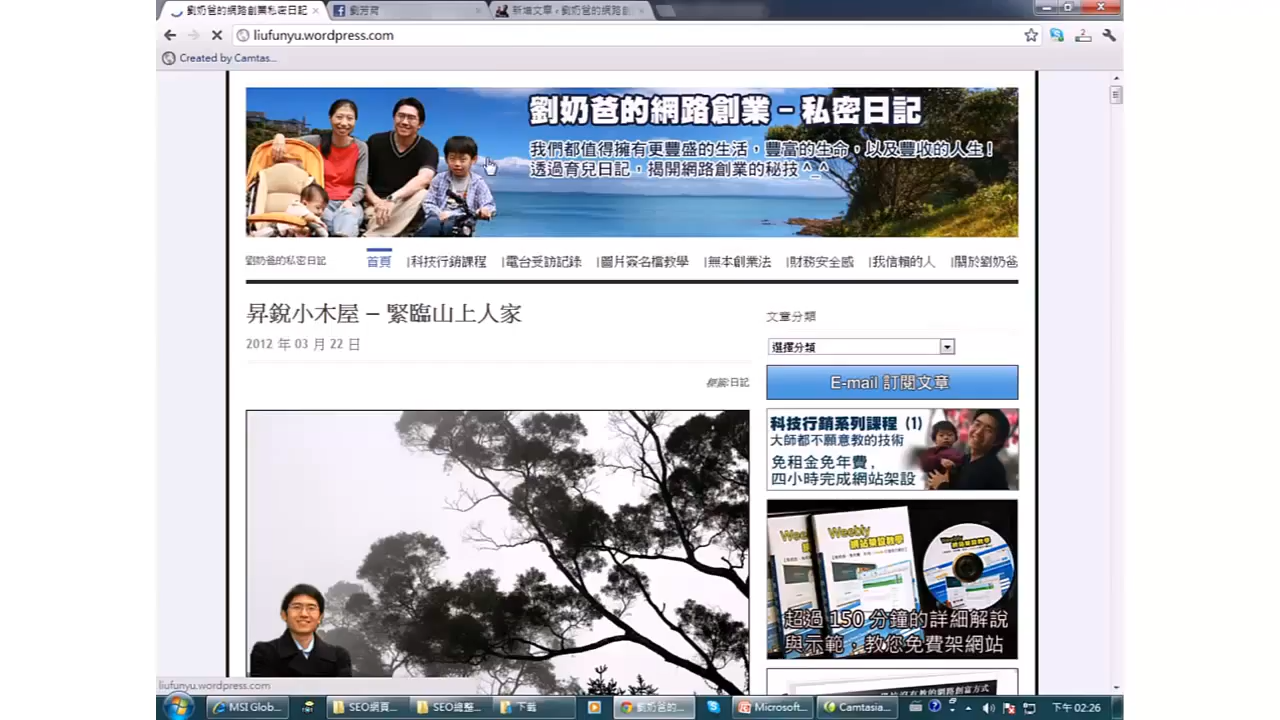 劉奶爸的網路創業私密日記
劉芳育
新增文章 ‹ 劉奶爸的網路創
liufunyu.wordpress.com
Created by Camtas...
劉奶爸的網路創業 – 私密日記
我們都值得擁有更豐盛的生活，豐富的生命，以及豐收的人生！
透過育兒日記，揭開網路創業的秘技 ^_^
劉奶爸的私密日記
首頁
|科技行銷課程
|電台受訪記錄
|圖片簽名檔教學
|無本創業法
|財務安全感
|我信賴的人
|關於劉奶爸
昇銳小木屋 – 緊臨山上人家
2012 年 03 月 22 日
標籤:日記
文章分類
選擇分類
E-mail 訂閱文章
科技行銷系列課程 (1)
大師都不願意教的技術
免租金免年費，
四小時完成網站架設
Weebly
網站架設教學
超過 150 分鐘的詳細解說
與示範，教您免費架網站
liufunyu.wordpress.com
MSI Glob...
SEO網頁...
SEO總整...
下載
劉奶爸的...
Microsoft...
Camtasia...
下午 02:26